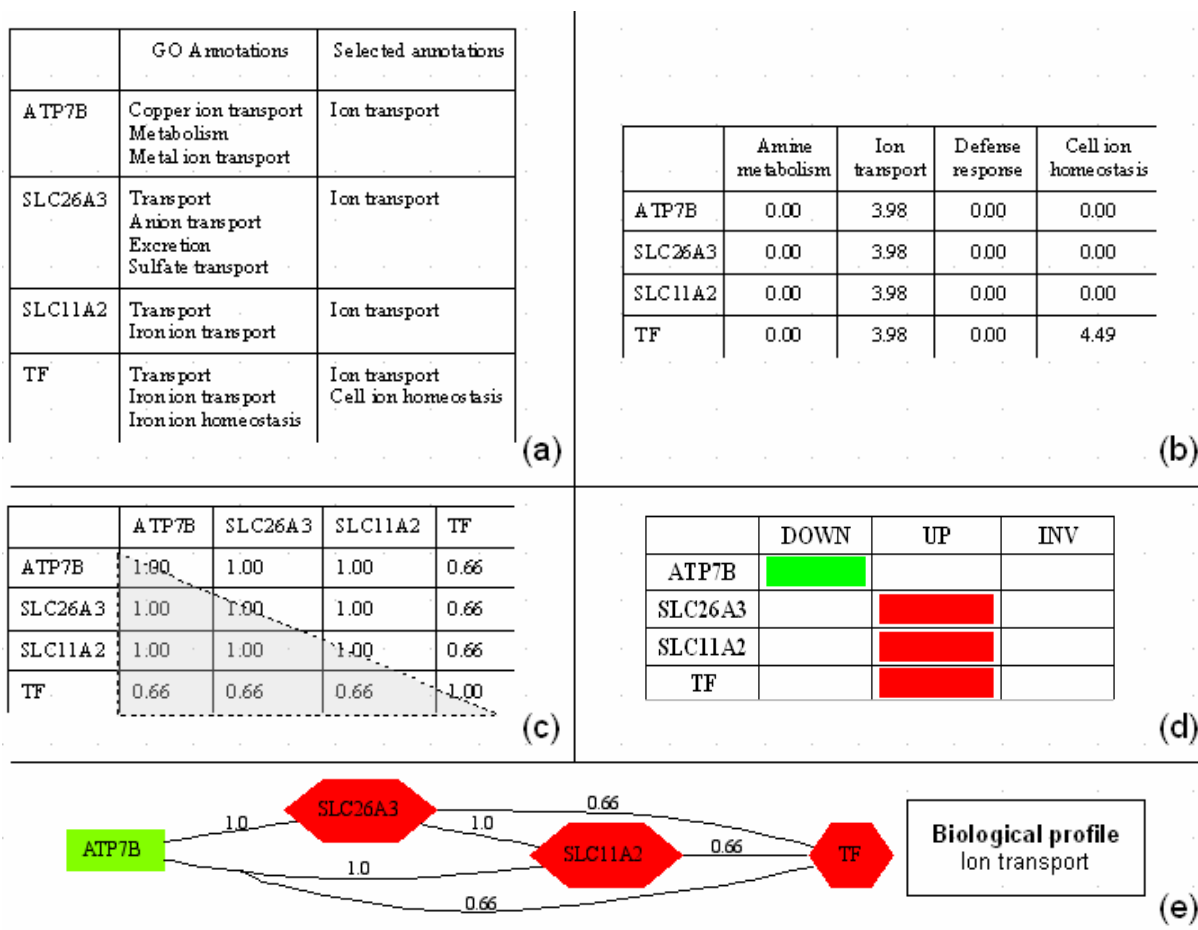 GO Annotations Selected annotations
ATP7B Copper ion transport Ion transport
Metabolism
Metal ion transport
SLC26A3 Transport Ion transport
Anion transport
Excretion
Sulfate transport
SLC11A2 Transport Ion transport
Iron ion transport
TF Transport Ion transport
Iron ion transport Cell ion homeostasis
Iron ion homeostasis
(a)
Amine Ion Defense Cell ion
metabolism transport response homeostasis
ATP7B 0.00 3.98 0.00 0.00
SLC26A3 0.00 3.98 0.00 0.00
SLC11A2 0.00 3.98 0.00 0.00
TF 0.00 3.98 0.00 4.49
(b)
ATP7B SLC26A3 SLC11A2 TF
ATP7B 1.00 1.00 1.00 0.66
SLC26A3 1.00 1.00 1.00 0.66
SLC11A2 1.00 1.00 1.00 0.66
TF 0.66 0.66 0.66 1.00
(c)
DOWN UP INV
ATP7B
SLC26A3
SLC11A2
TF
(d)
SLC26A3
0.66
1.0
1.0
ATP7B
SLC11A2
0.66
TF
1.0
0.66
Biological profile
Ion transport
(e)